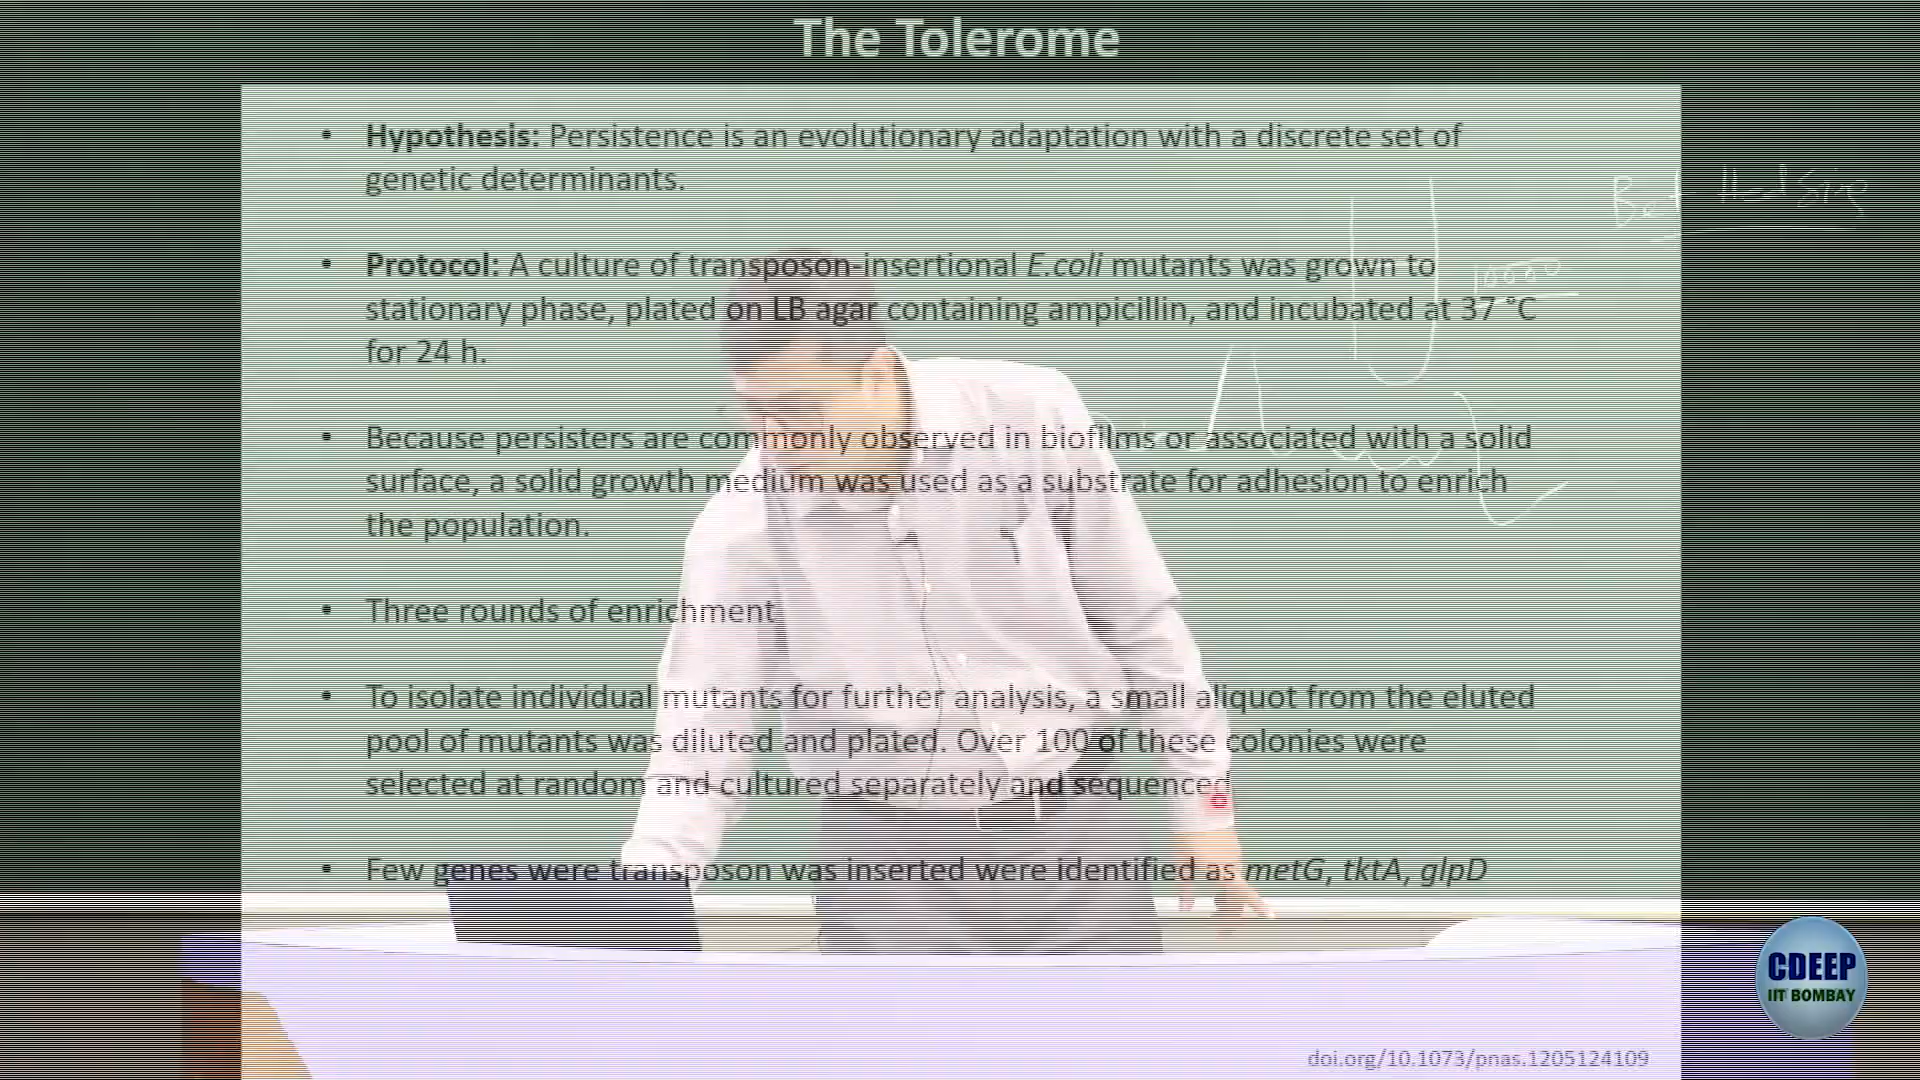 The Tolerome
• Hypothesis: Persistence is an evolutionary adaptation with a discrete set of
genetic determinants.
Bet Hedging
• Protocol: A culture of transposon-insertional E.coli mutants was grown to
10000
stationary phase, plated on LB agar containing ampicillin, and incubated at 37 °C
for 24 h.
• Because persisters are commonly observed in biofilms or associated with a solid
surface, a solid growth medium was used as a substrate for adhesion to enrich
the population.
• Three rounds of enrichment
• To isolate individual mutants for further analysis, a small aliquot from the eluted
pool of mutants was diluted and plated. Over 100 of these colonies were
selected at random and cultured separately and sequenced
• Few genes were transposon was inserted were identified as metG, tktA, glpD
CDEEP
IIT BOMBAY
doi.org/10.1073/pnas.1205124109